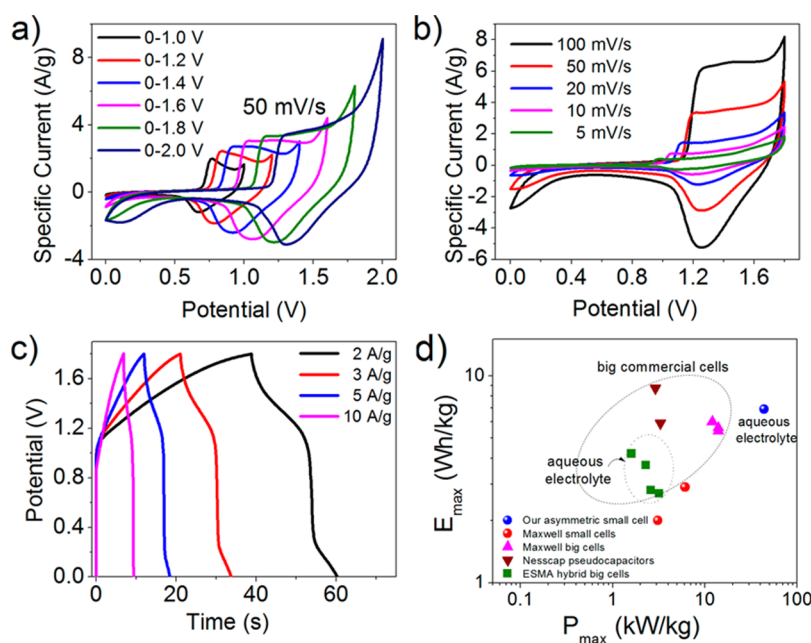 a)
0-1.0 V
0-1.2 V
0-1.4 V
0-1.6 V
0-1.8 V
0-2.0 V
50 mV/s
Specific Current (A/g)
8
4
0
-4
0.0 0.5 1.0 1.5 2.0
Potential (V)
b)
100 mV/s
50 mV/s
20 mV/s
10 mV/s
5 mV/s
Specific Current (A/g)
8
6
4
2
0
-2
-4
-6
0.0 0.6 1.2 1.8
Potential (V)
c)
2 A/g
3 A/g
5 A/g
10 A/g
Potential (V)
1.6
1.2
0.8
0.4
0.0
0 20 40 60
Time (s)
d)
big commercial cells
aqueous
electrolyte
aqueous
electrolyte
Our asymmetric small cell
Maxwell small cells
Maxwell big cells
Nesscap pseudocapacitors
ESMA hybrid big cells
Emax (Wh/kg)
10
1
0.1 1 10 100
Pmax (kW/kg)